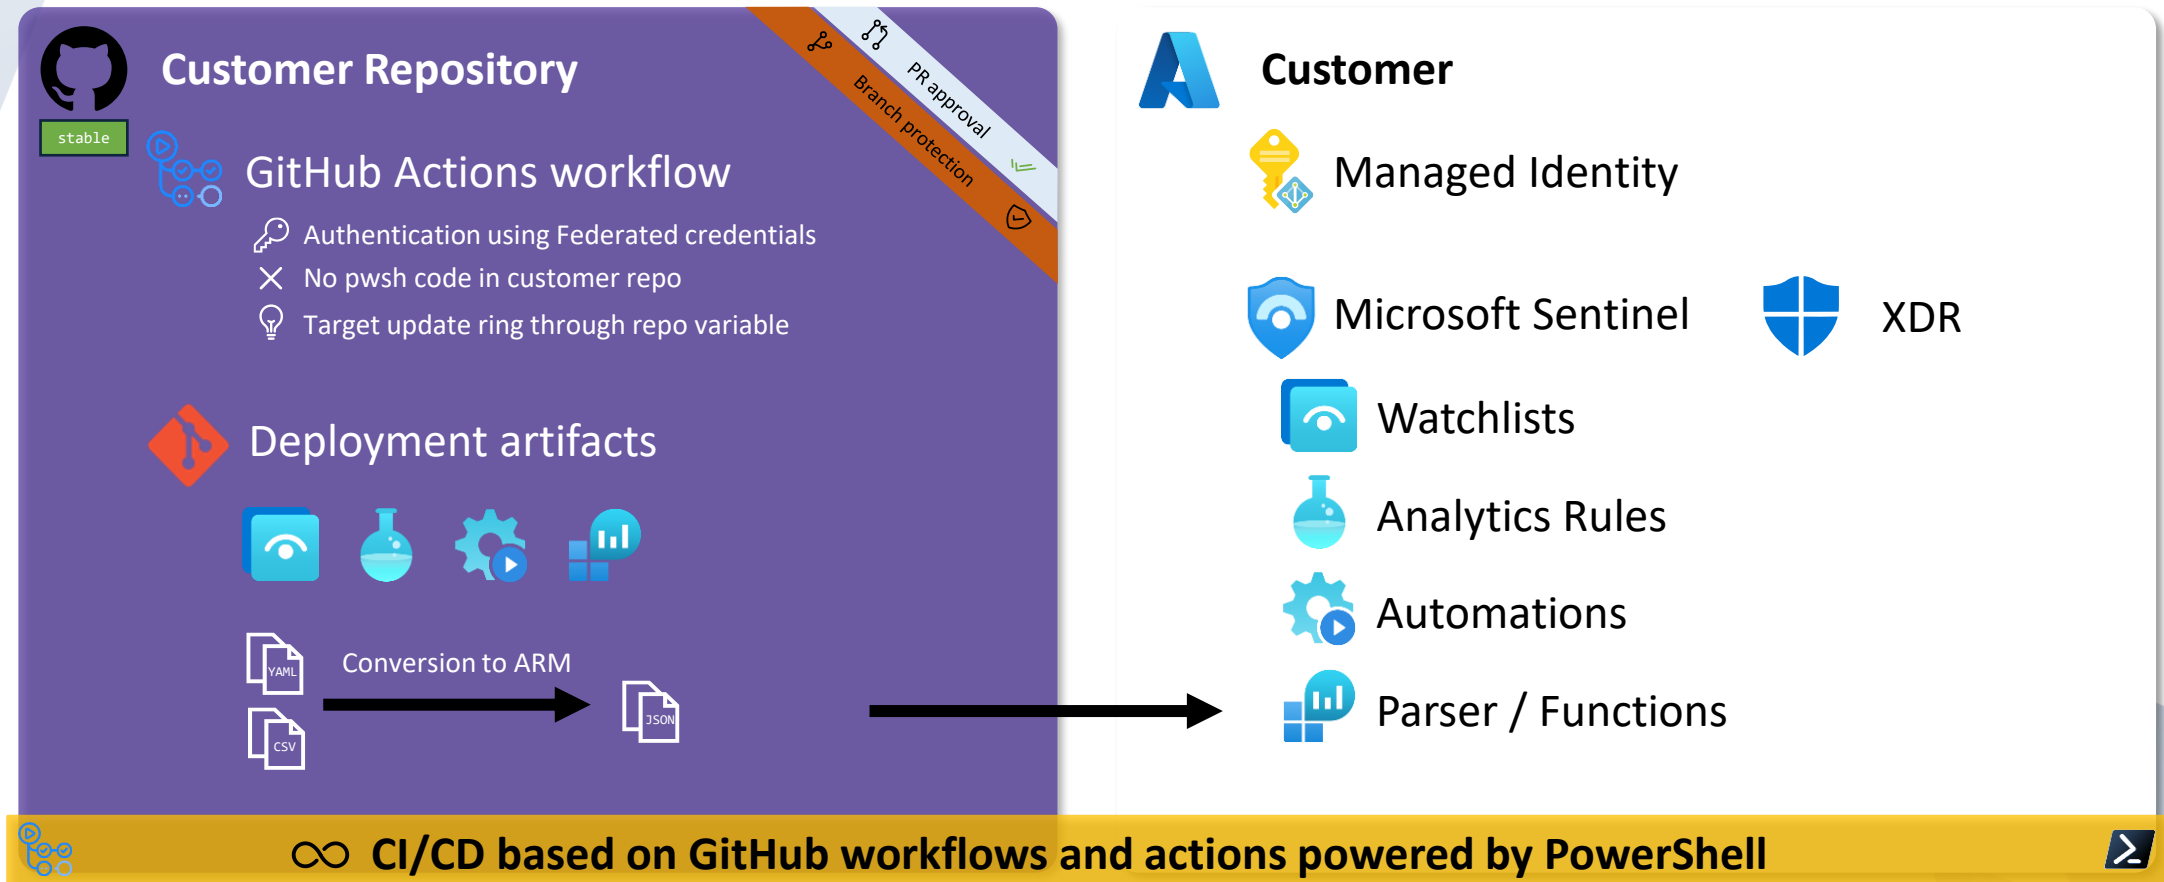 Customer Repository
stable
PR approval
Branch protection
GitHub Actions workflow
Authentication using Federated credentials
No pwsh code in customer repo
Target update ring through repo variable
Deployment artifacts
YAML
CSV
Conversion to ARM
JSON
Customer
Managed Identity
Microsoft Sentinel
XDR
Watchlists
Analytics Rules
Automations
Parser / Functions
CI/CD based on GitHub workflows and actions powered by PowerShell